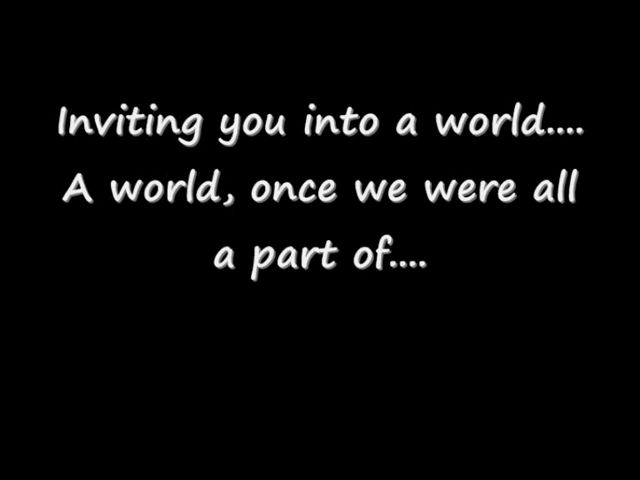 Inviting you into a world....
A world, once we were all
a part of....